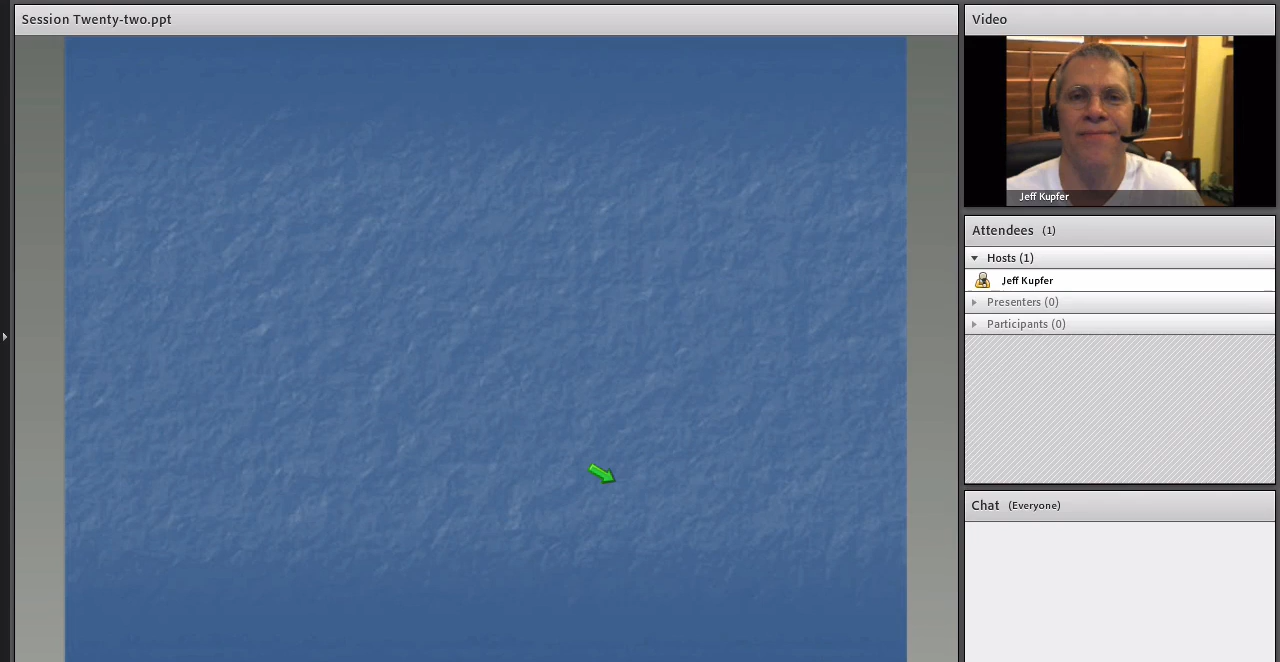 Session Twenty-two.ppt
Video
Jeff Kupfer
Attendees (1)
Hosts (1)
Jeff Kupfer
Presenters (0)
Participants (0)
Chat (Everyone)